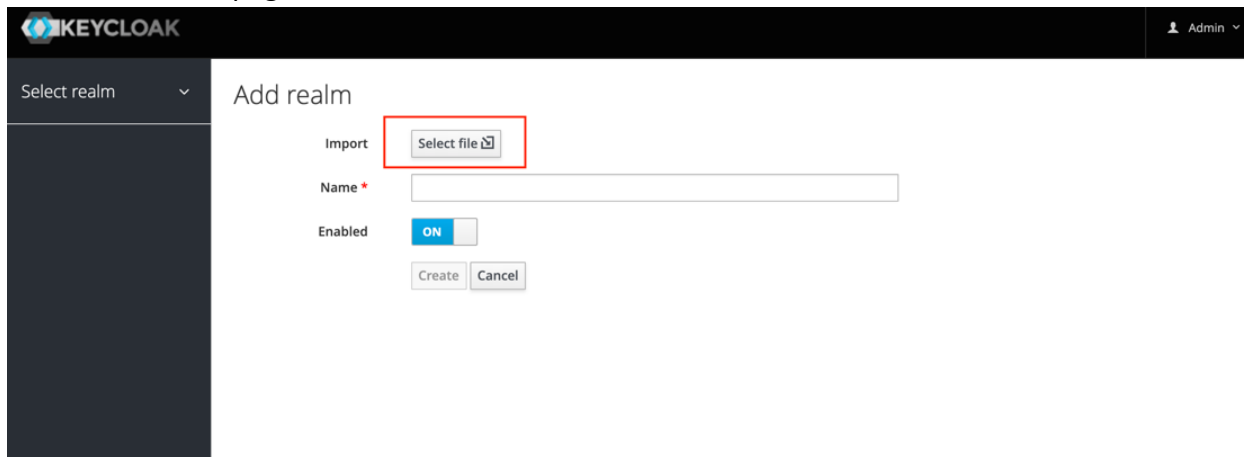 KEYCLOAK
Admin
Select realm
Add realm
Import Select file
Name *
Enabled ON
Create Cancel